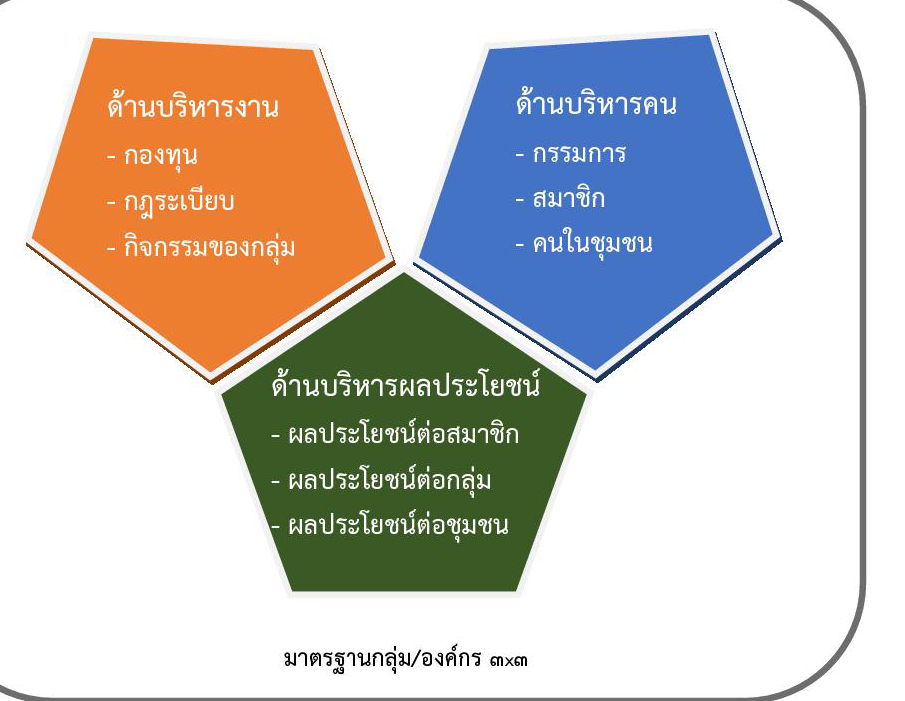 ด้านบริหารงาน
- กองทุน
- กฎระเบียบ
- กิจกรรมของกลุ่ม
ด้านบริหารคน
- กรรมการ
- สมาชิก
- คนในชุมชน
ด้านบริหารผลประโยชน์
- ผลประโยชน์ต่อสมาชิก
- ผลประโยชน์ต่อกลุ่ม
- ผลประโยชน์ต่อชุมชน
มาตรฐานกลุ่ม/องค์กร ๓x๓